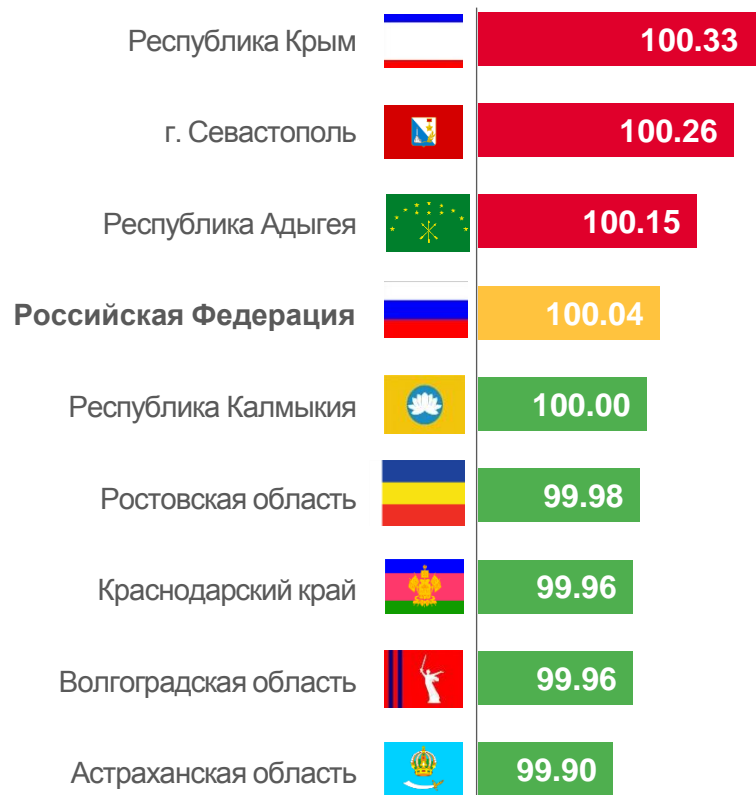 Республика Крым 100.33
г. Севастополь 100.26
Республика Адыгея 100.15
Российская Федерация 100.04
Республика Калмыкия 100.00
Ростовская область 99.98
Краснодарский край 99.96
Волгоградская область 99.96
Астраханская область 99.90